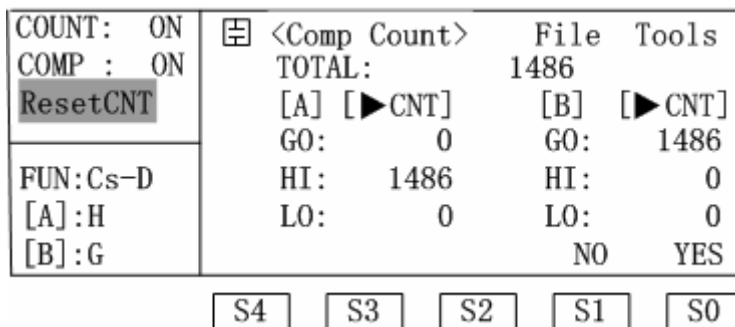 COUNT: ON
COMP : ON
ResetCNT
FUN:Cs-D
[A]:H
[B]:G
<Comp Count> File Tools
TOTAL: 1486
[A] [▶CNT] [B] [▶CNT]
GO: 0 GO: 1486
HI: 1486 HI: 0
LO: 0 LO: 0
NO YES
S4 S3 S2 S1 S0